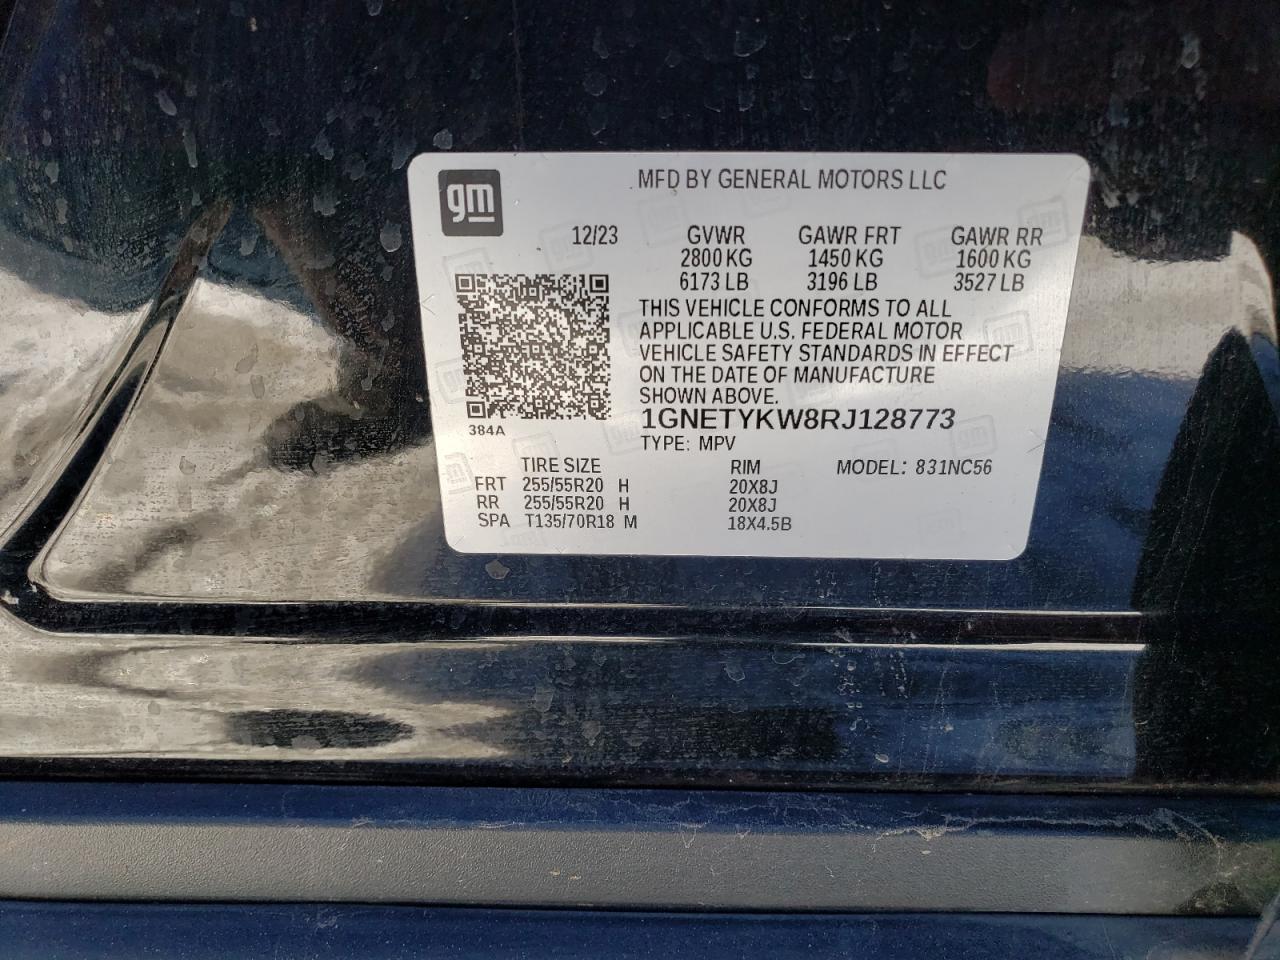 gm
MFD BY GENERAL MOTORS LLC
12/23 GVWR GAWR FRT GAWR RR
2800 KG 1450 KG 1600 KG
6173 LB 3196 LB 3527 LB
THIS VEHICLE CONFORMS TO ALL
APPLICABLE U.S. FEDERAL MOTOR
VEHICLE SAFETY STANDARDS IN EFFECT
ON THE DATE OF MANUFACTURE
SHOWN ABOVE.
1GNETYKW8RJ128773
384A
TYPE: MPV
TIRE SIZE RIM MODEL: 831NC56
FRT 255/55R20 H 20X8J
RR 255/55R20 H 20X8J
SPA T135/70R18 M 18X4.5B